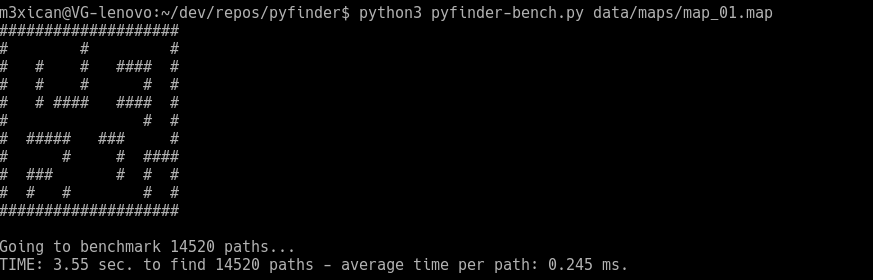 m3xican@VG-lenovo:~/dev/repos/pyfinder$ python3 pyfinder-bench.py data/maps/map_01.map
####################
#        #         #
#   #    #   ####  #
#   #    #      #  #
#   # ####   ####  #
#               #  #
#  #####   ###     #
#      #     #  ####
#  ###       #  #  #
#  #   #        #  #
####################
Going to benchmark 14520 paths...
TIME: 3.55 sec. to find 14520 paths - average time per path: 0.245 ms.